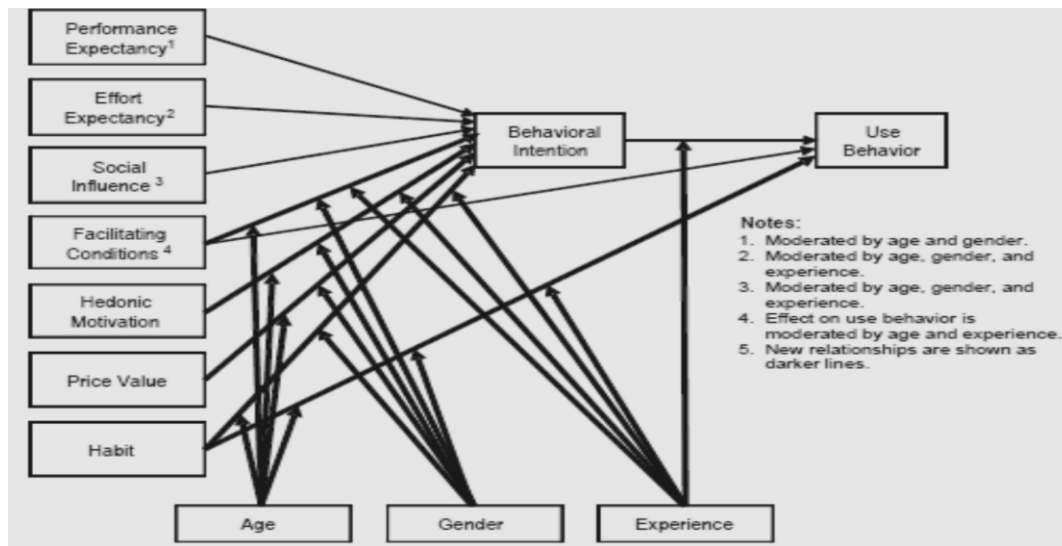 Performance
Expectancy1
Effort
Expectancy2
Social
Influence 3
Facilitating
Conditions 4
Hedonic
Motivation
Price Value
Habit
Behavioral
Intention
Use
Behavior
Notes:
1. Moderated by age and gender.
2. Moderated by age, gender, and
experience.
3. Moderated by age, gender, and
experience.
4. Effect on use behavior is
moderated by age and experience.
5. New relationships are shown as
darker lines.
Age
Gender
Experience